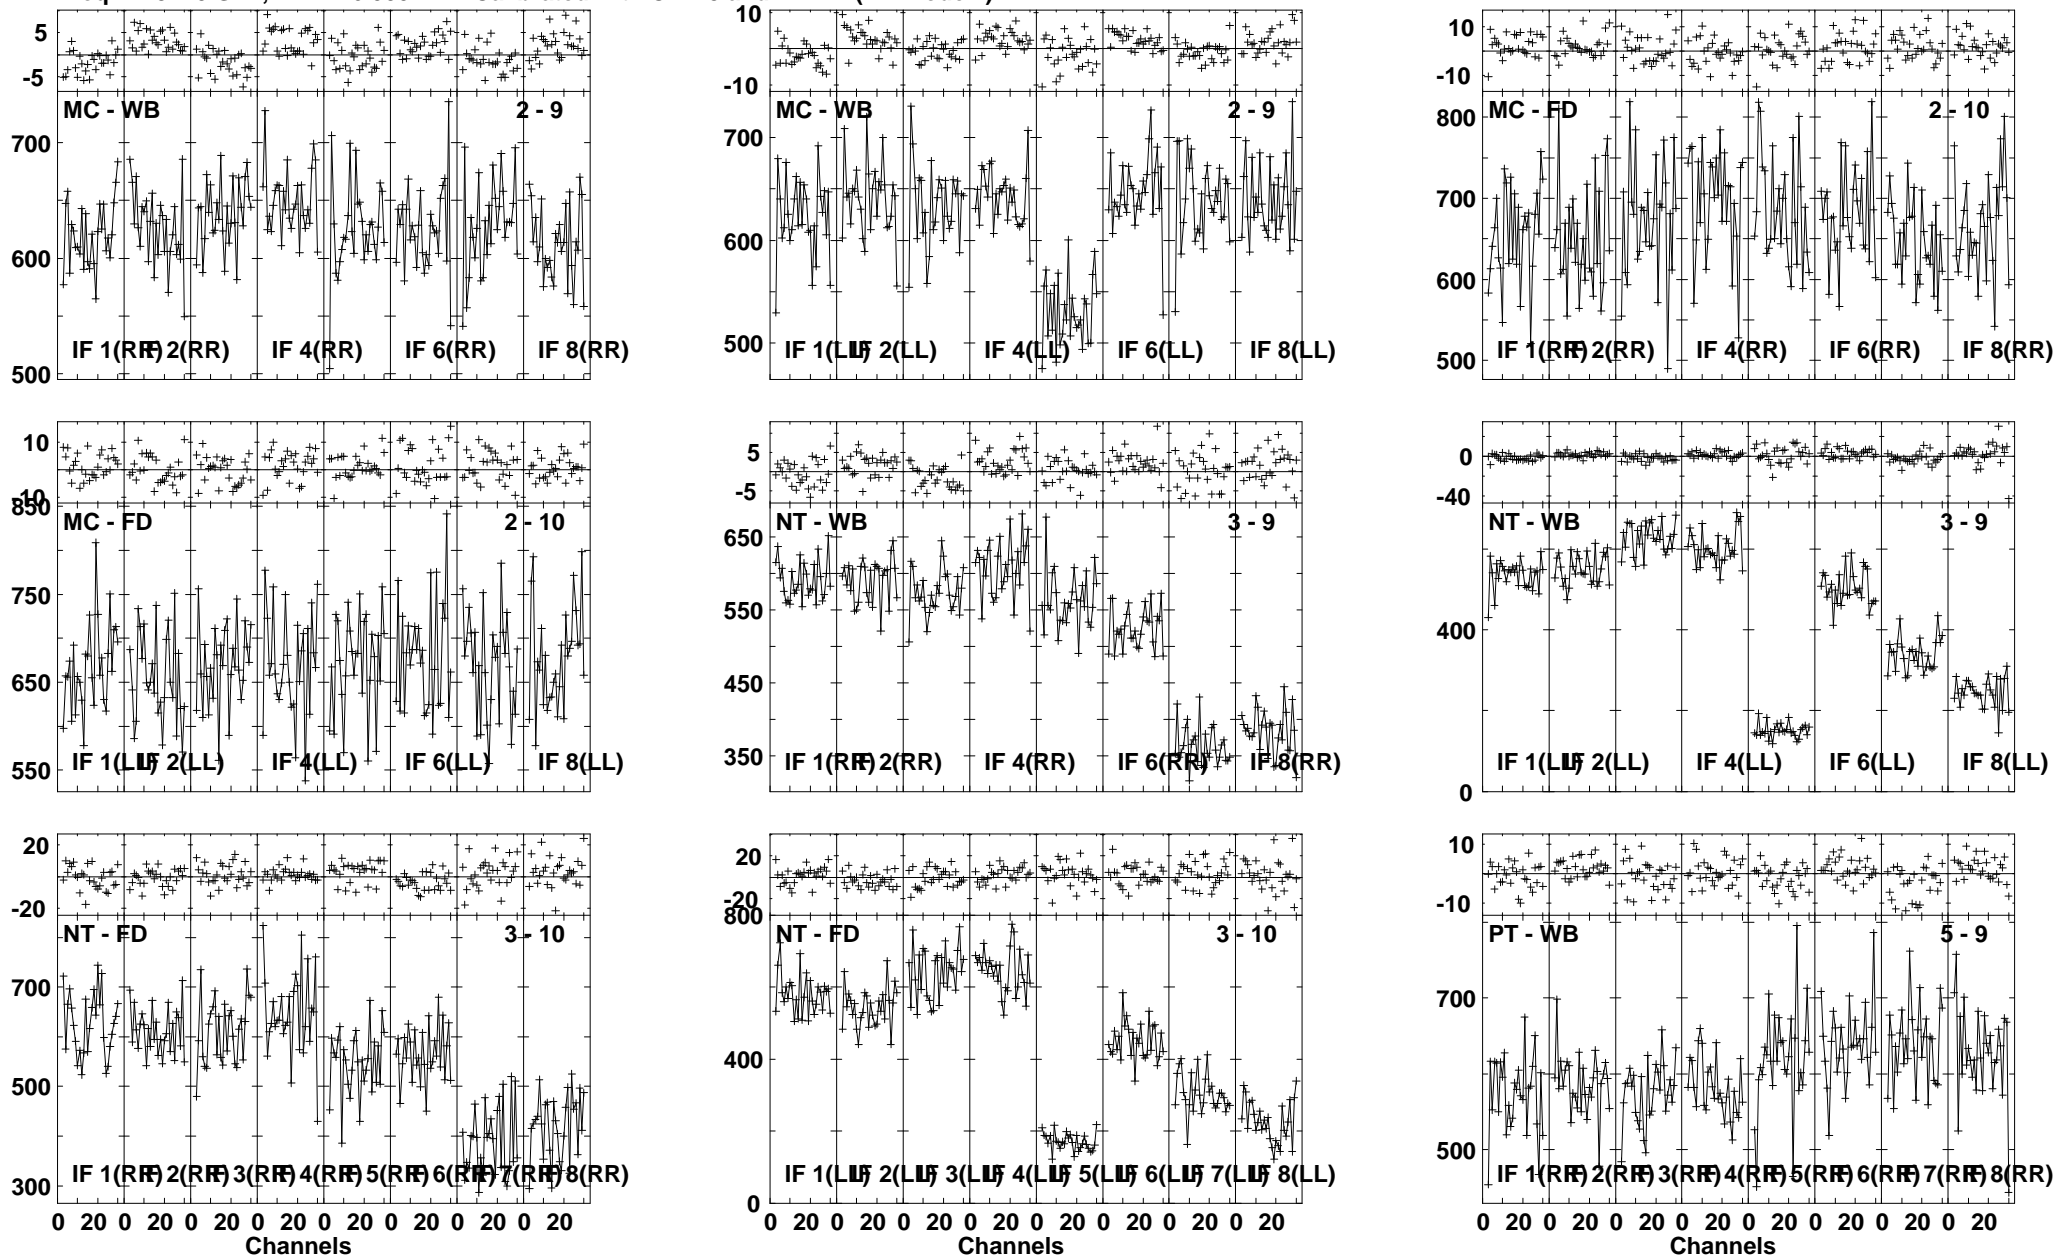 5
-5
MC - WB 2 - 9
700
600
500
IF 1(RR) IF 2(RR) IF 4(RR) IF 6(RR) IF 8(RR)
10
-10
MC - WB 2 - 9
700
600
500
IF 1(LL) IF 2(LL) IF 4(LL) IF 6(LL) IF 8(LL)
10
-10
MC - FD 2 - 10
800
700
600
500
IF 1(RR) IF 2(RR) IF 4(RR) IF 6(RR) IF 8(RR)
10
-10
850
MC - FD 2 - 10
750
650
550
IF 1(LL) IF 2(LL) IF 4(LL) IF 6(LL) IF 8(LL)
5
-5
NT - WB 3 - 9
650
550
450
350
IF 1(RR) IF 2(RR) IF 4(RR) IF 6(RR) IF 8(RR)
0
-40
NT - WB 3 - 9
400
0
IF 1(LL) IF 2(LL) IF 4(LL) IF 6(LL) IF 8(LL)
20
-20
NT - FD 3 - 10
700
500
300
IF 1(RR) IF 2(RR) IF 3(RR) IF 4(RR) IF 5(RR) IF 6(RR) IF 7(RR) IF 8(RR)
0 20 0 20 0 20 0 20 0 20 0 20 0 20 0 20
Channels
20
-20
800
NT - FD 3 - 10
400
0
IF 1(LL) IF 2(LL) IF 3(LL) IF 4(LL) IF 5(LL) IF 6(LL) IF 7(LL) IF 8(LL)
0 20 0 20 0 20 0 20 0 20 0 20 0 20 0 20
Channels
10
-10
PT - WB 5 - 9
700
500
IF 1(RR) IF 2(RR) IF 3(RR) IF 4(RR) IF 5(RR) IF 6(RR) IF 7(RR) IF 8(RR)
0 20 0 20 0 20 0 20 0 20 0 20 0 20 0 20
Channels